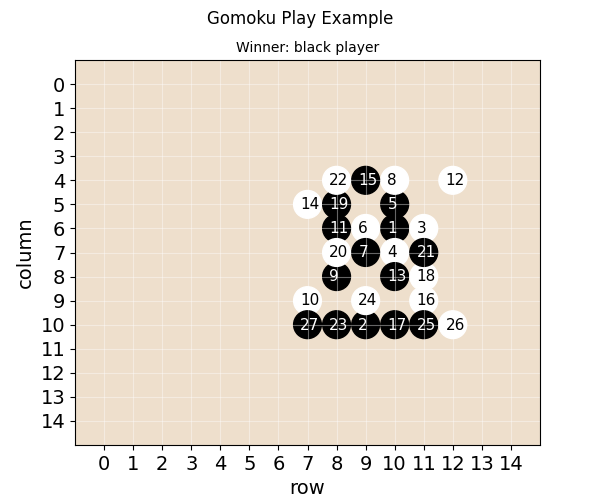 Gomoku Play Example
Winner: black player
0
1
2
3
4 22 15 8 12
5 14 19 5
6 11 6 1 3
7 20 7 4 21
8 9 13 18
9 10 24 16
10 27 23 2 17 25 26
11
12
13
14
column
0 1 2 3 4 5 6 7 8 9 10 11 12 13 14
row